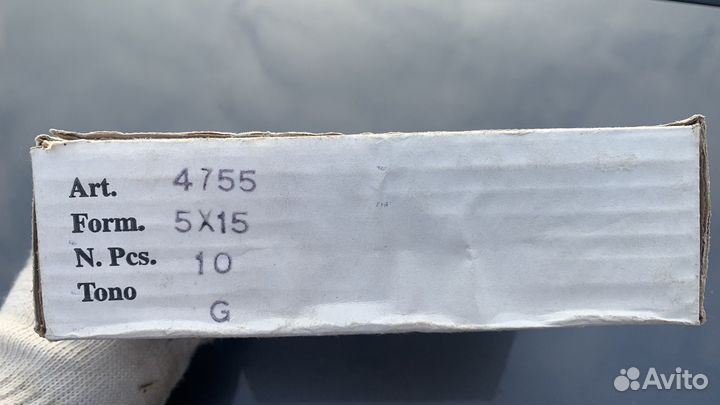 Art. 4755
Form. 5X15
N. Pcs. 10
Tono G
Avito